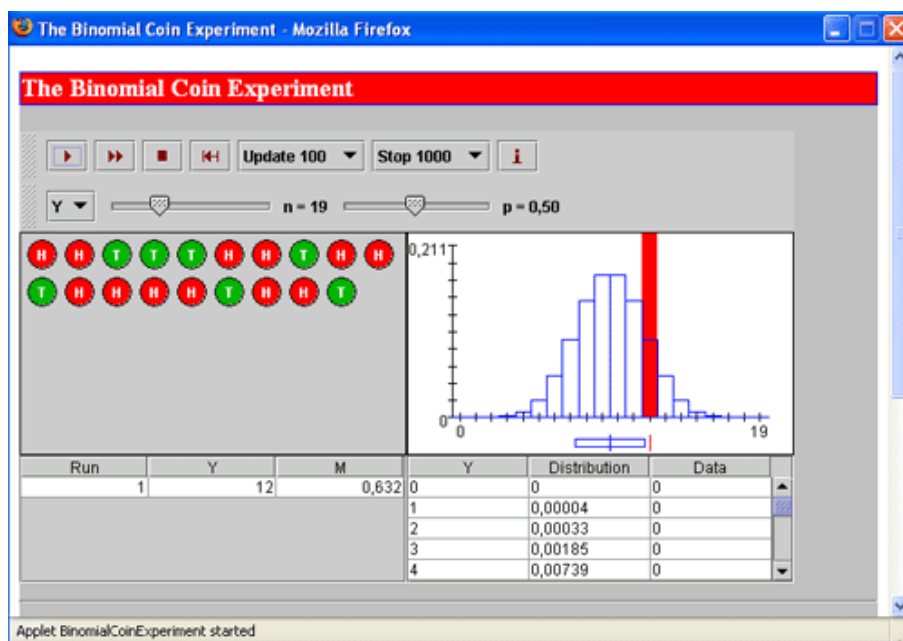 The Binomial Coin Experiment - Mozilla Firefox
The Binomial Coin Experiment
Update 100 Stop 1000 i
Y n = 19 p = 0,50
H H T T T H H T H H
T H H H H T H H T
0,211
0
0 19
Run Y M
1 12 0,632
Y Distribution Data
0 0 0
1 0,00004 0
2 0,00033 0
3 0,00185 0
4 0,00739 0
Applet BinomialCoinExperiment started